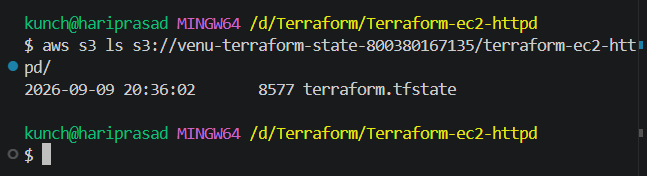 kunch@hariprasad MINGW64 /d/Terraform/Terraform-ec2-httpd
$ aws s3 ls s3://venu-terraform-state-800380167135/terraform-ec2-htt
pd/
2026-09-09 20:36:02       8577 terraform.tfstate
kunch@hariprasad MINGW64 /d/Terraform/Terraform-ec2-httpd
$